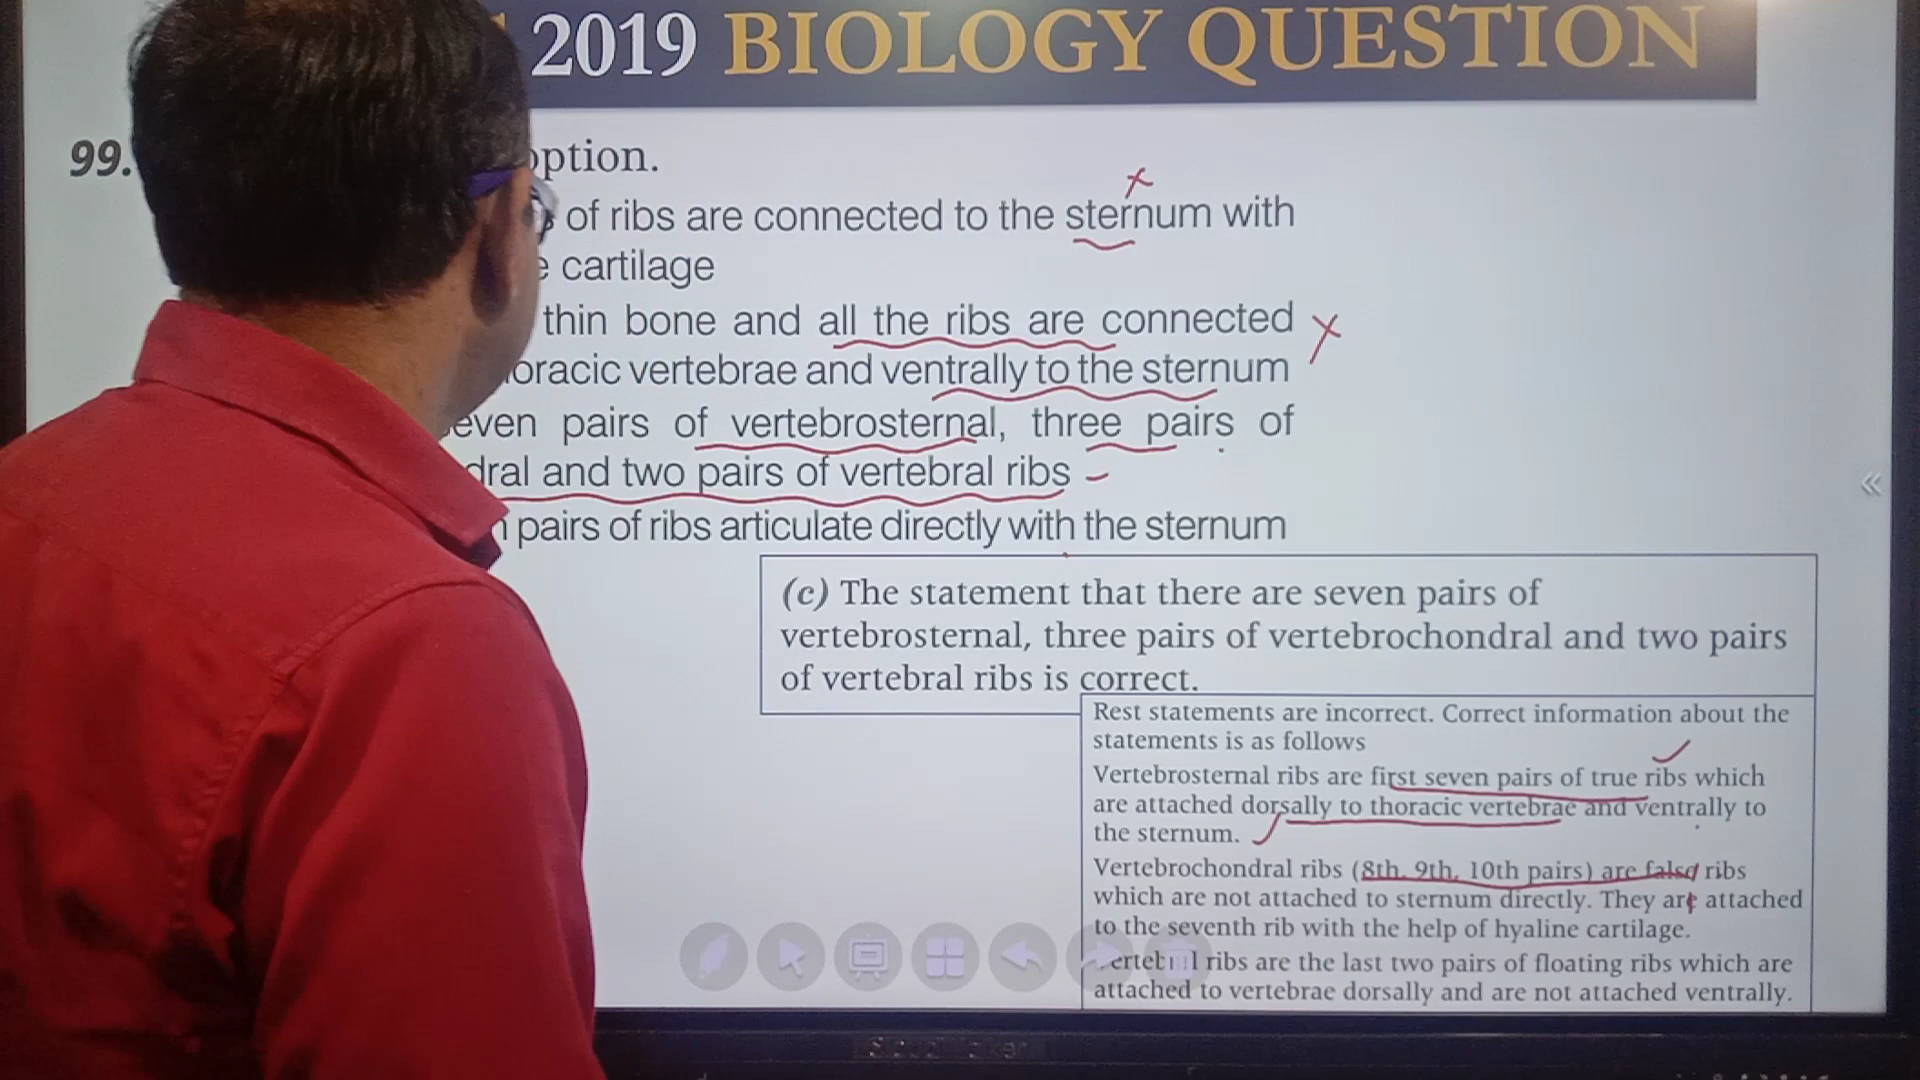 2019 BIOLOGY QUESTION
99. option.
of ribs are connected to the sternum with
cartilage
thin bone and all the ribs are connected
vertebrae and ventrally to the sternum
pairs of vertebrosternal, three pairs of
and two pairs of vertebral ribs
pairs of ribs articulate directly with the sternum
(c) The statement that there are seven pairs of
vertebrosternal, three pairs of vertebrochondral and two pairs
of vertebral ribs is correct.
Rest statements are incorrect. Correct information about the
statements is as follows
Vertebrosternal ribs are first seven pairs of true ribs which
are attached dorsally to thoracic vertebrae and ventrally to
the sternum.
Vertebrochondral ribs (8th, 9th, 10th pairs) are false ribs
which are not attached to sternum directly. They are attached
to the seventh rib with the help of hyaline cartilage.
ribs are the last two pairs of floating ribs which are
attached to vertebrae dorsally and are not attached ventrally.